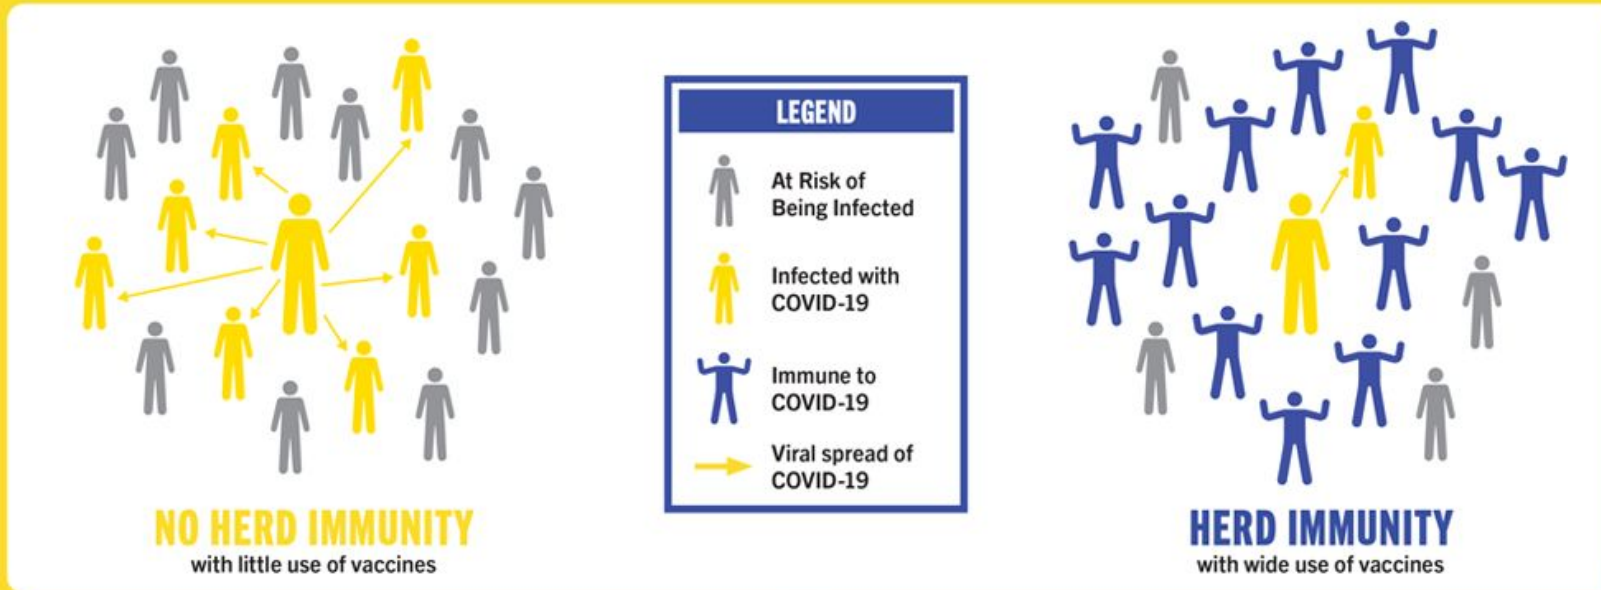 LEGEND
At Risk of
Being Infected
Infected with
COVID-19
Immune to
COVID-19
Viral spread of
COVID-19
NO HERD IMMUNITY
with little use of vaccines
HERD IMMUNITY
with wide use of vaccines